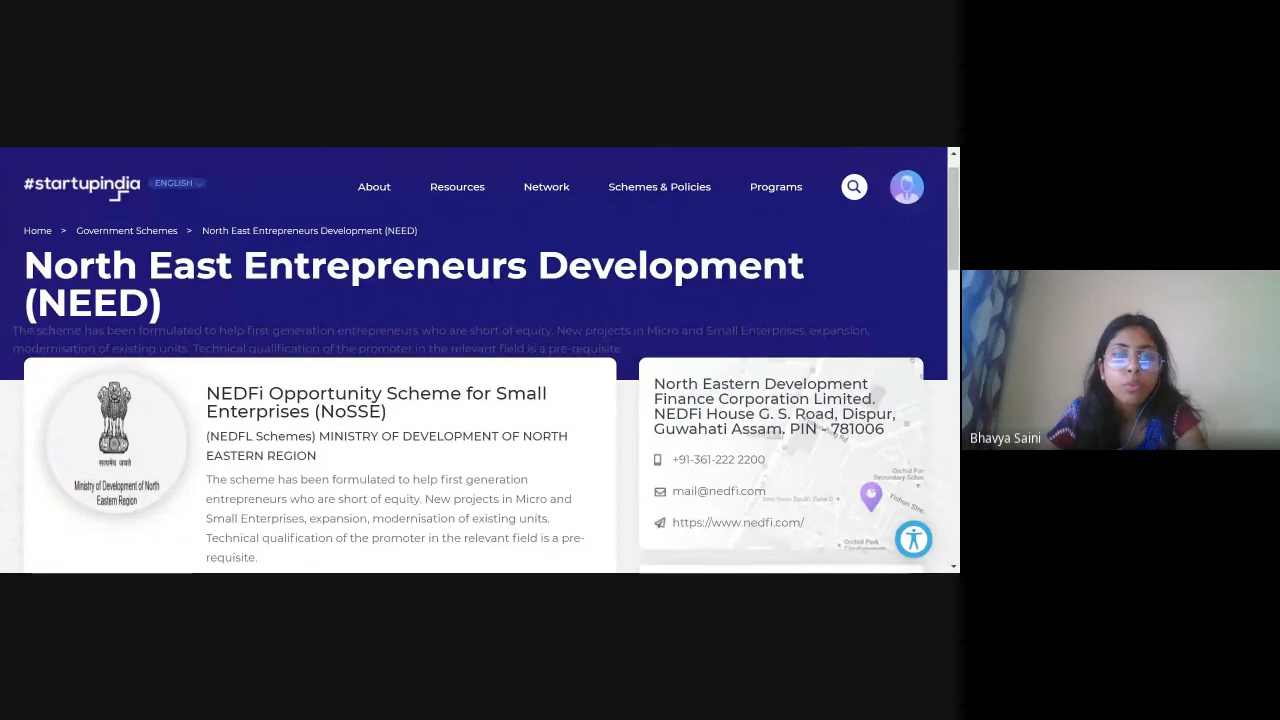 #startupindia ENGLISH
About Resources Network Schemes & Policies Programs
Home > Government Schemes > North East Entrepreneurs Development (NEED)
North East Entrepreneurs Development
(NEED)
The scheme has been formulated to help first generation entrepreneurs who are short of equity. New projects in Micro and Small Enterprises, expansion,
modernisation of existing units. Technical qualification of the promoter in the relevant field is a pre-requisite.
सत्यमेव जयते
Ministry of Development of North
Eastern Region
NEDFi Opportunity Scheme for Small
Enterprises (NoSSE)
(NEDFL Schemes) MINISTRY OF DEVELOPMENT OF NORTH
EASTERN REGION
The scheme has been formulated to help first generation
entrepreneurs who are short of equity. New projects in Micro and
Small Enterprises, expansion, modernisation of existing units.
Technical qualification of the promoter in the relevant field is a pre-
requisite.
North Eastern Development
Finance Corporation Limited.
NEDFi House G. S. Road, Dispur,
Guwahati Assam. PIN - 781006
+91-361-222 2200
mail@nedfi.com
https://www.nedfi.com/
Yishun
Orchid Park
Bhavya Saini